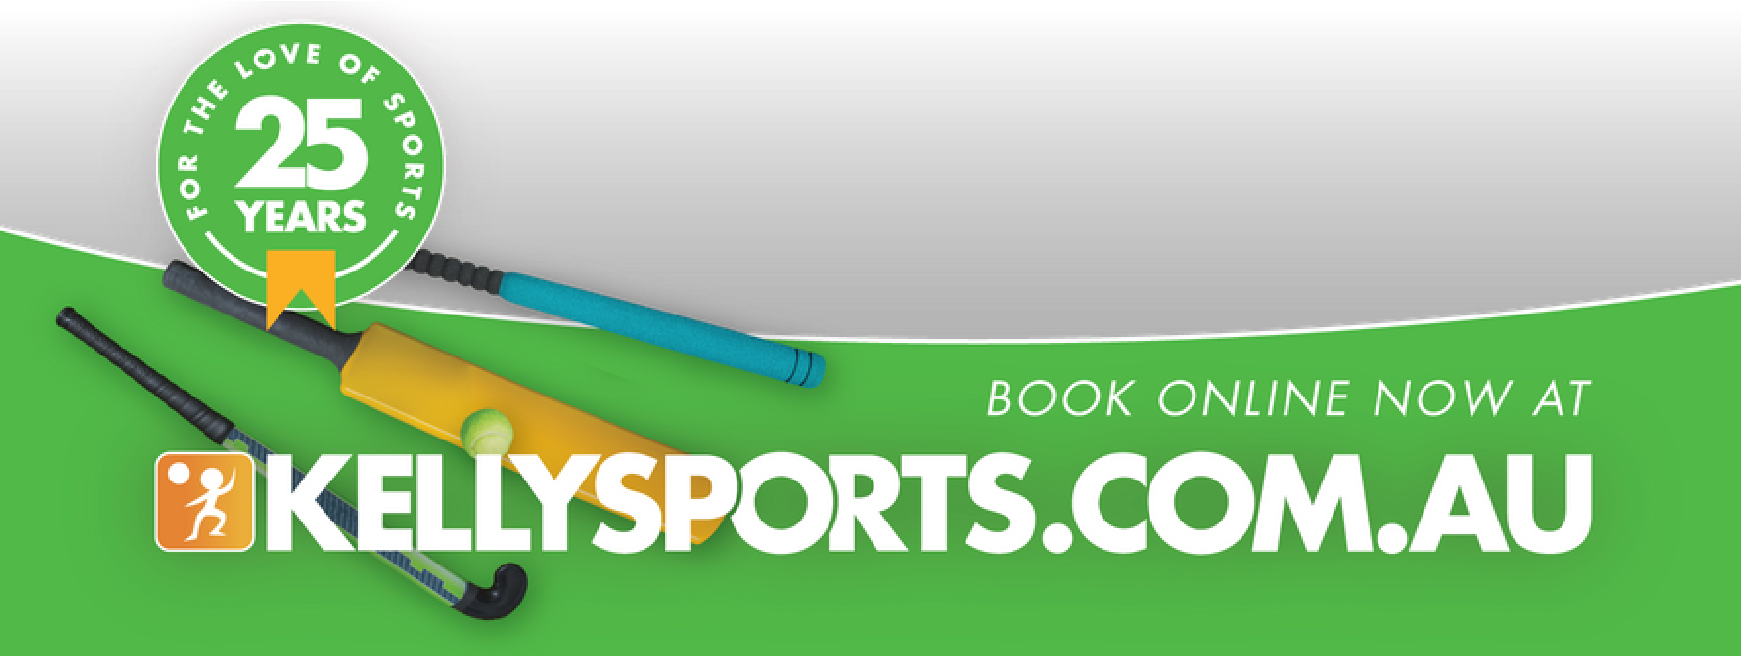 FOR THE LOVE OF SPORTS
25
YEARS
BOOK ONLINE NOW AT
KELLYSPORTS.COM.AU